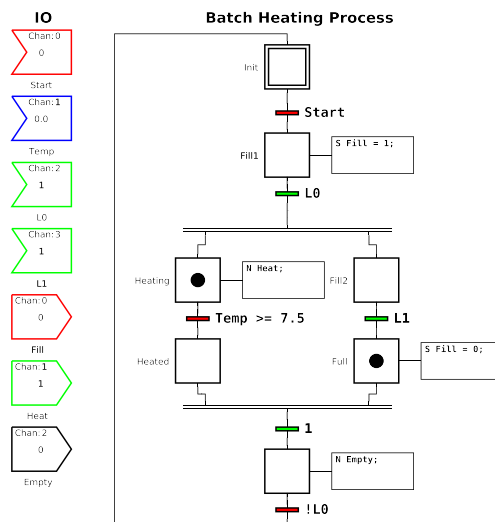 IO
Batch Heating Process
Chan:0
0
Start
Chan:1
0.0
Temp
Chan:2
1
L0
Chan:3
1
L1
Chan:0
0
Fill
Chan:1
1
Heat
Chan:2
0
Empty
Init
Start
Fill1
S Fill = 1;
L0
Heating
N Heat;
Fill2
Temp >= 7.5
L1
Heated
Full
S Fill = 0;
1
N Empty;
!L0